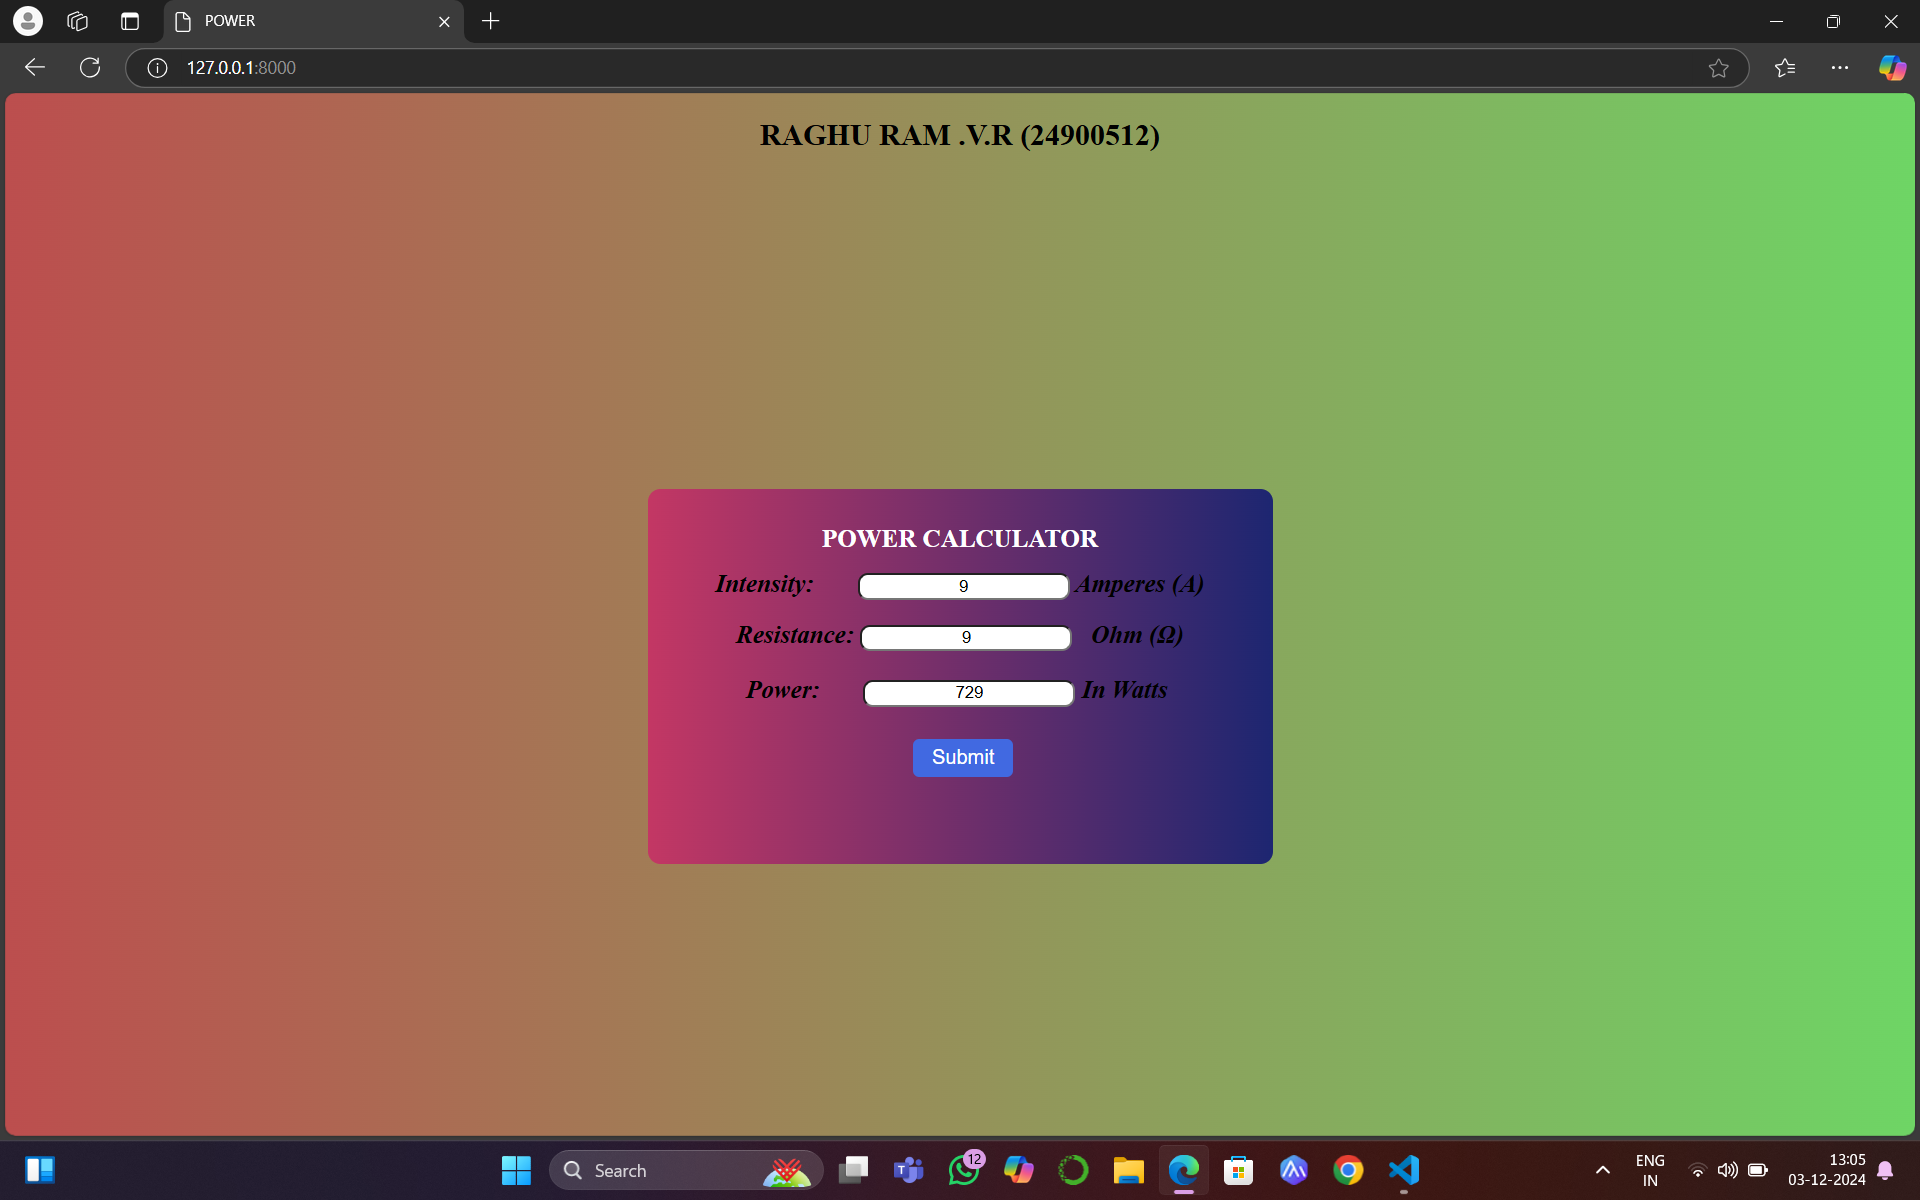 POWER
127.0.0.1:8000
RAGHU RAM .V.R (24900512)
POWER CALCULATOR
Intensity: 9 Amperes (A)
Resistance: 9 Ohm (Ω)
Power: 729 In Watts
Submit
Search
12
ENG
IN
13:05
03-12-2024